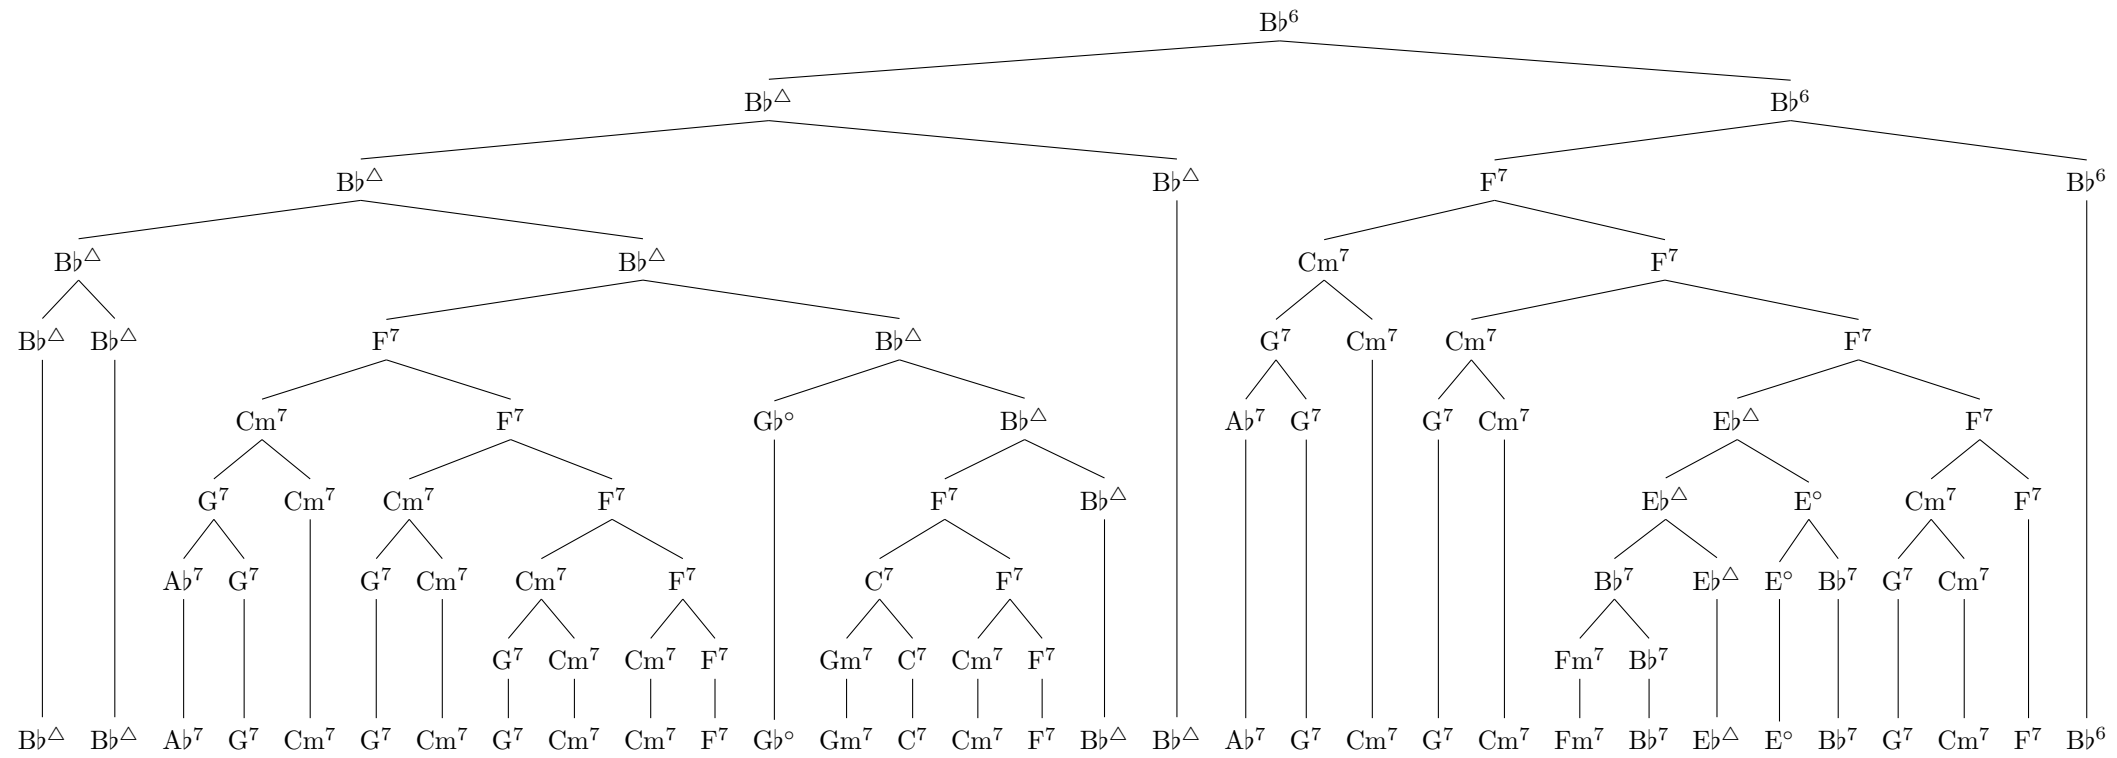 B♭⁶
B♭△ B♭⁶
B♭△ B♭△ F⁷ B♭⁶
B♭△ B♭△ Cm⁷ F⁷
B♭△ B♭△ F⁷ B♭△ G⁷ Cm⁷ Cm⁷ F⁷
Cm⁷ F⁷ G♭° B♭△ A♭⁷ G⁷ G⁷ Cm⁷ E♭△ F⁷
G⁷ Cm⁷ Cm⁷ F⁷ F⁷ B♭△ E♭△ E° Cm⁷ F⁷
A♭⁷ G⁷ G⁷ Cm⁷ Cm⁷ F⁷ C⁷ F⁷ B♭⁷ E♭△ E° B♭⁷ G⁷ Cm⁷
G⁷ Cm⁷ Cm⁷ F⁷ Gm⁷ C⁷ Cm⁷ F⁷ Fm⁷ B♭⁷
B♭△ B♭△ A♭⁷ G⁷ Cm⁷ G⁷ Cm⁷ G⁷ Cm⁷ Cm⁷ F⁷ G♭° Gm⁷ C⁷ Cm⁷ F⁷ B♭△ B♭△ A♭⁷ G⁷ Cm⁷ G⁷ Cm⁷ Fm⁷ B♭⁷ E♭△ E° B♭⁷ G⁷ Cm⁷ F⁷ B♭⁶